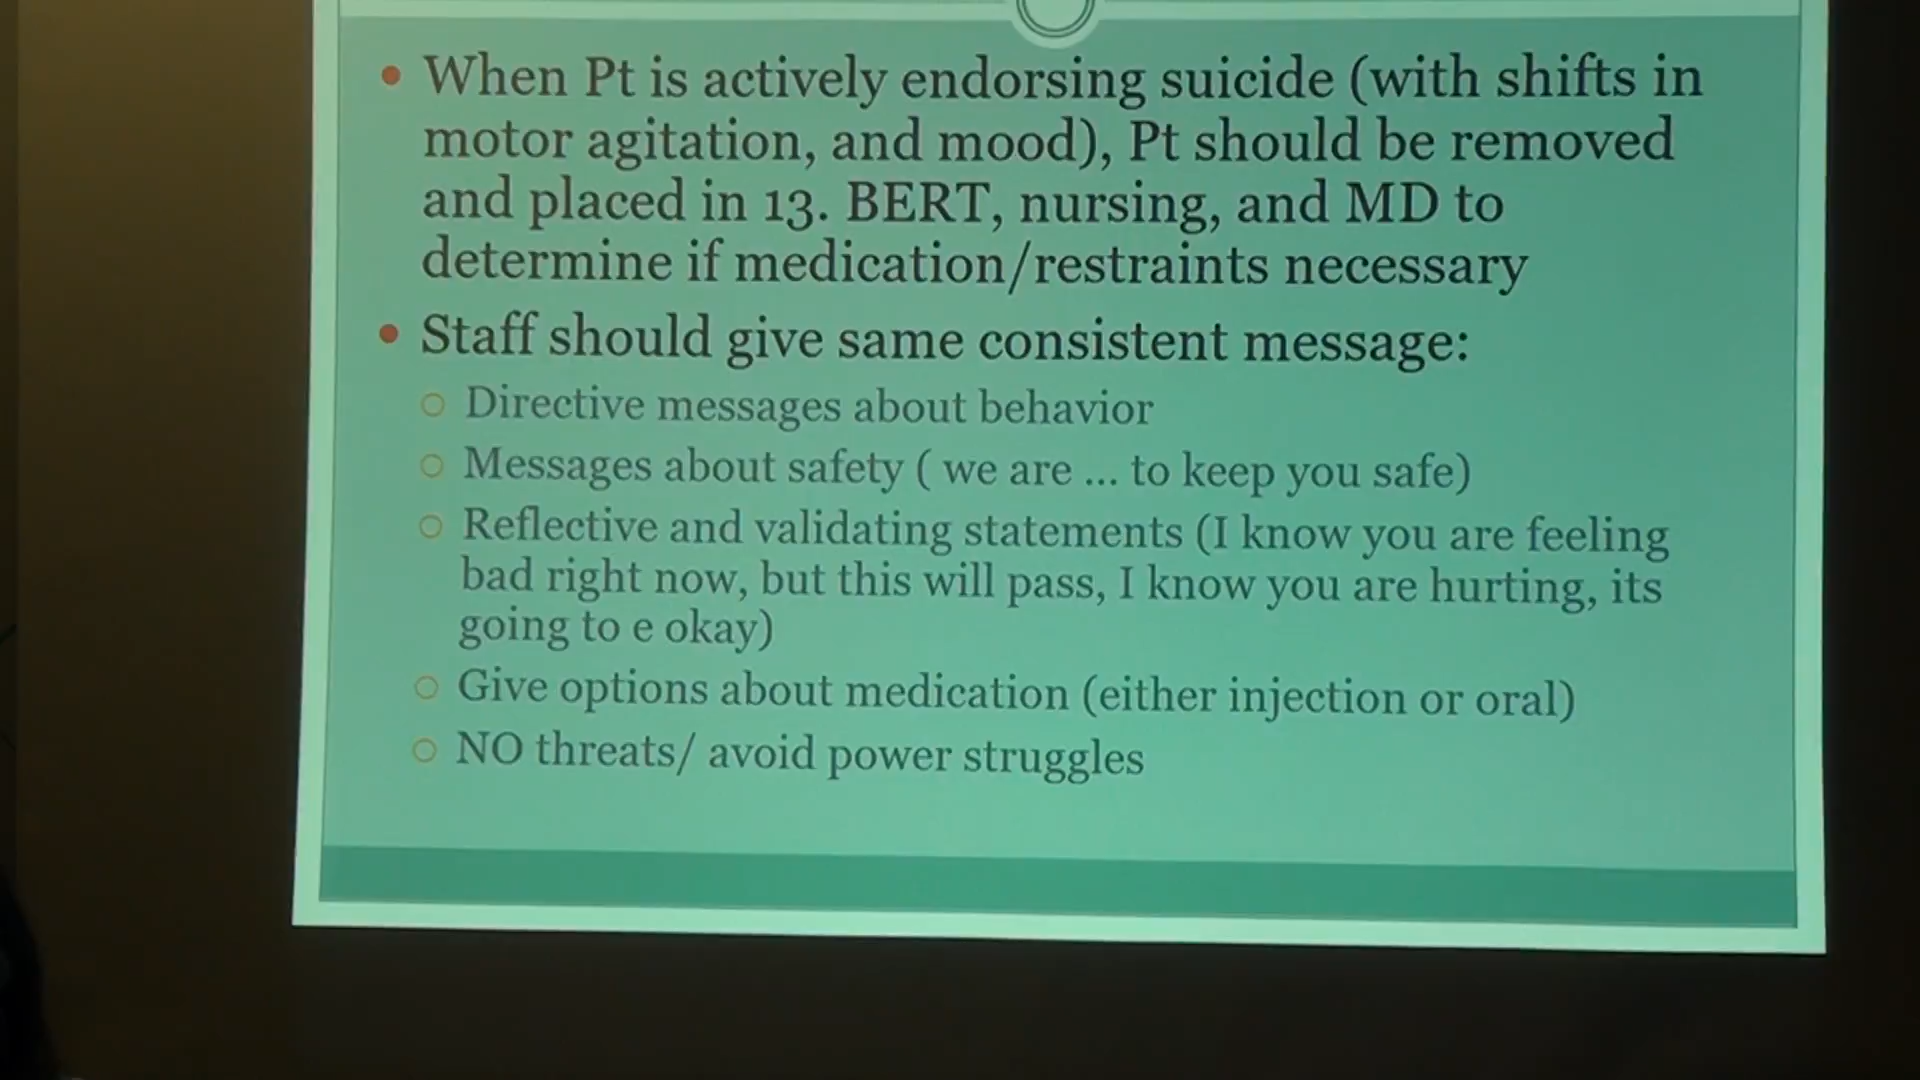 • When Pt is actively endorsing suicide (with shifts in
motor agitation, and mood), Pt should be removed
and placed in 13. BERT, nursing, and MD to
determine if medication/restraints necessary
• Staff should give same consistent message:
○ Directive messages about behavior
○ Messages about safety ( we are ... to keep you safe)
○ Reflective and validating statements (I know you are feeling
bad right now, but this will pass, I know you are hurting, its
going to e okay)
○ Give options about medication (either injection or oral)
○ NO threats/ avoid power struggles